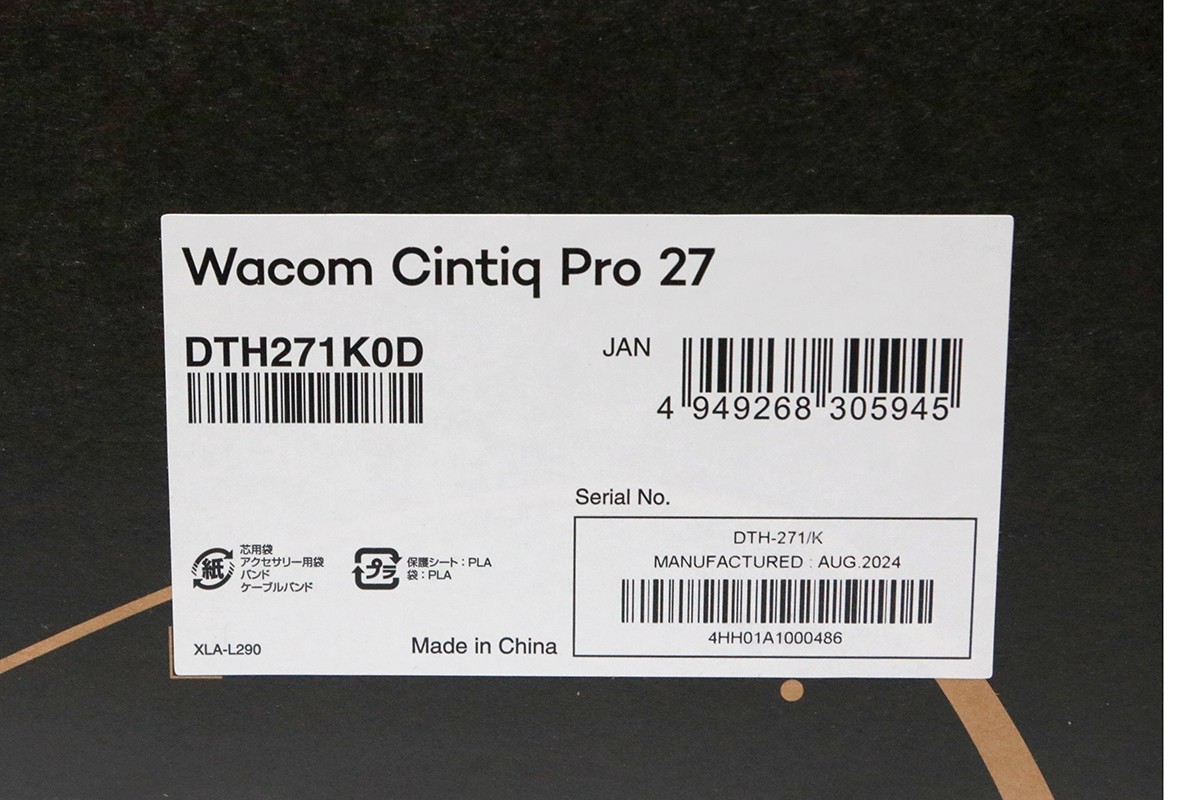 Wacom Cintiq Pro 27
DTH271K0D
JAN
4 949268 305945
Serial No.
DTH-271/K
MANUFACTURED : AUG.2024
4HH01A1000486
紙
芯用袋
アクセサリー用袋
バンド
ケーブルバンド
プラ
保護シート：PLA
袋：PLA
XLA-L290
Made in China